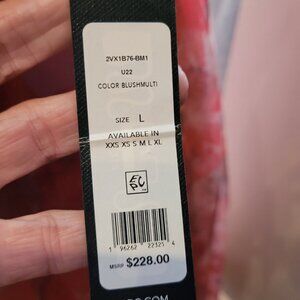 2VX1B76-BM1
U22
COLOR BLUSHMULTI
SIZE L
AVAILABLE IN
XXS XS S M L XL
1 96262 22325 4
MSRP $228.00